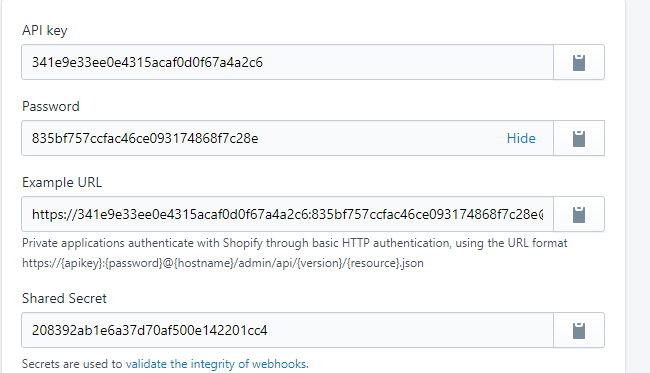 API key
341e9e33ee0e4315acaf0d0f67a4a2c6
Password
835bf757ccfac46ce093174868f7c28e
Hide
Example URL
https://341e9e33ee0e4315acaf0d0f67a4a2c6:835bf757ccfac46ce093174868f7c28e@
Private applications authenticate with Shopify through basic HTTP authentication, using the URL format
https://{apikey}:{password}@{hostname}/admin/api/{version}/{resource}.json
Shared Secret
208392ab1e6a37d70af500e142201cc4
Secrets are used to validate the integrity of webhooks.